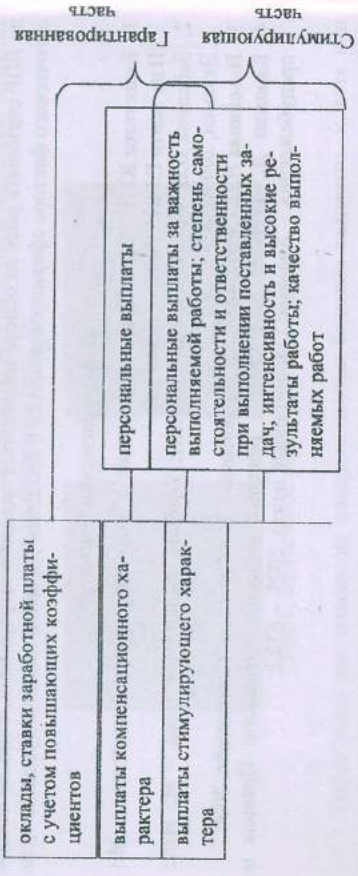 оклады, ставки заработной платы
с учетом повышающих коэффи-
циентов
выплаты компенсационного ха-
рактера
выплаты стимулирующего харак-
тера
персональные выплаты
персональные выплаты за важность
выполняемой работы; степень само-
стоятельности и ответственности
при выполнении поставленных за-
дач; интенсивность и высокие ре-
зультаты работы; качество выпол-
няемых работ
Гарантированная
часть
Стимулирующая
часть